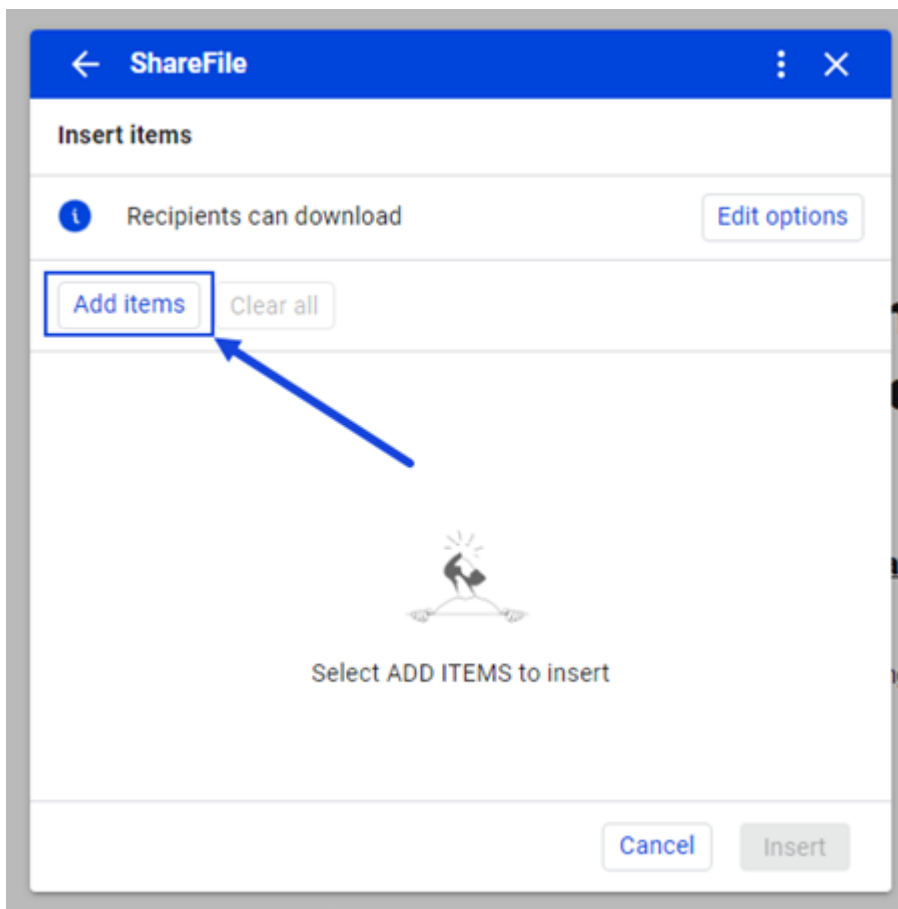 ShareFile
Insert items
Recipients can download
Edit options
Add items
Clear all
Select ADD ITEMS to insert
Cancel
Insert